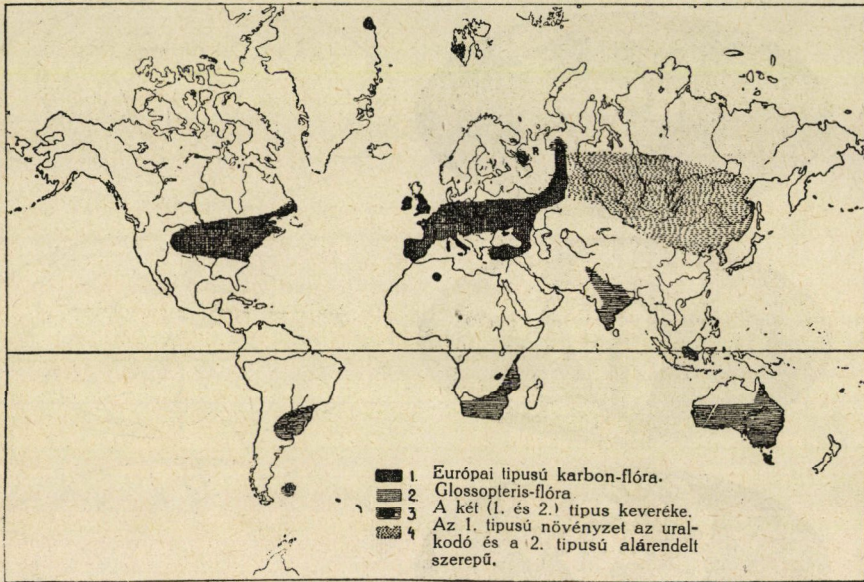 R
1. Európai tipusú karbon-flóra.
2. Glossopteris-flóra
3 A két (1. és 2.) tipus keveréke.
4 Az 1. tipusú növényzet az ural-
kodó és a 2. tipusú alárendelt
szerepű.